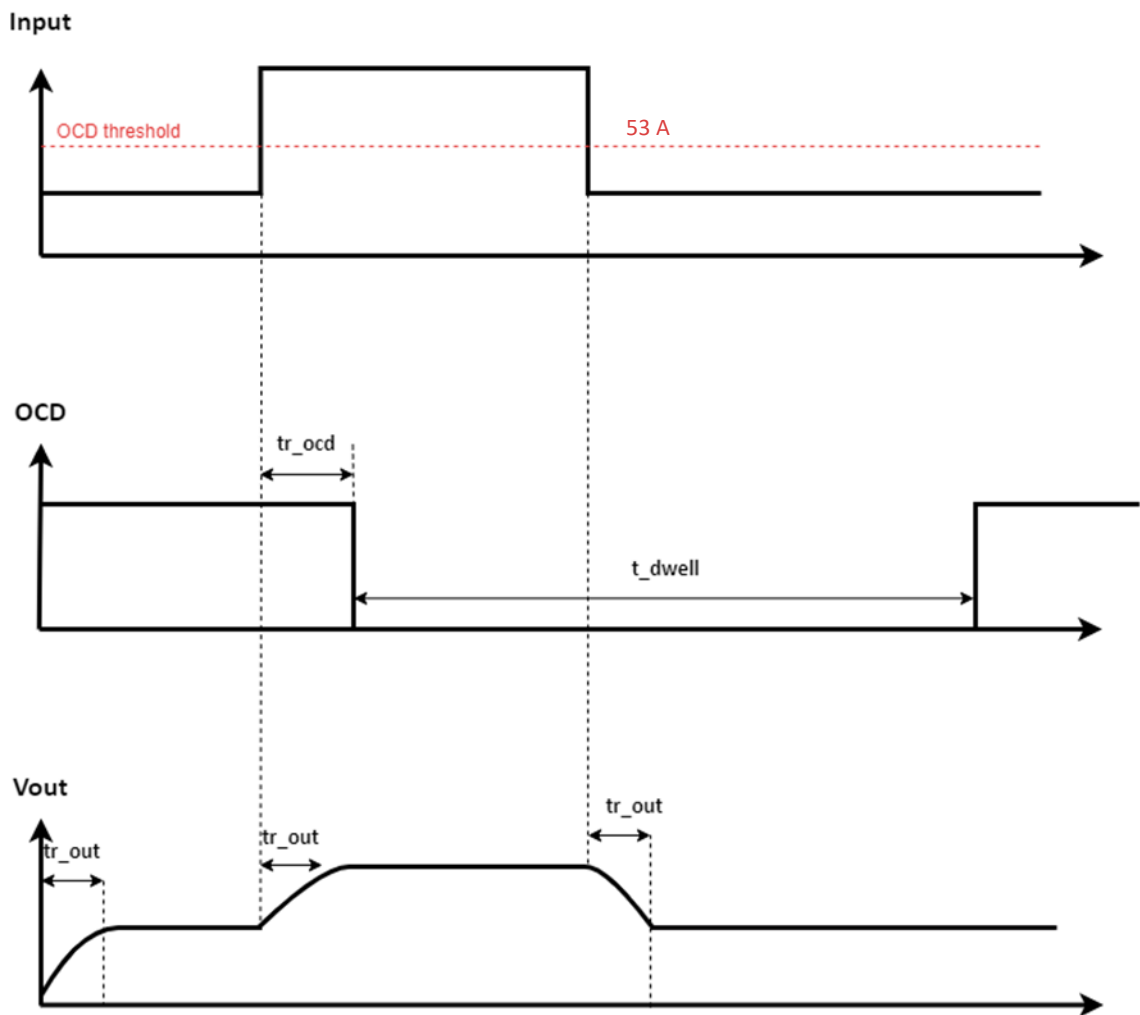 Input
OCD threshold
53 A
OCD
tr_ocd
t_dwell
Vout
tr_out
tr_out
tr_out